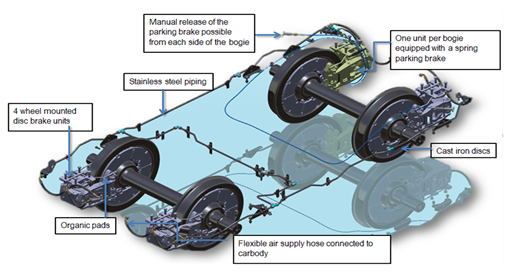 Manual release of the
parking brake possible
from each side of the bogie
One unit per bogie
equipped with a spring
parking brake
Stainless steel piping
4 wheel mounted
disc brake units
Cast iron discs
Organic pads
Flexible air supply hose connected to
carbody